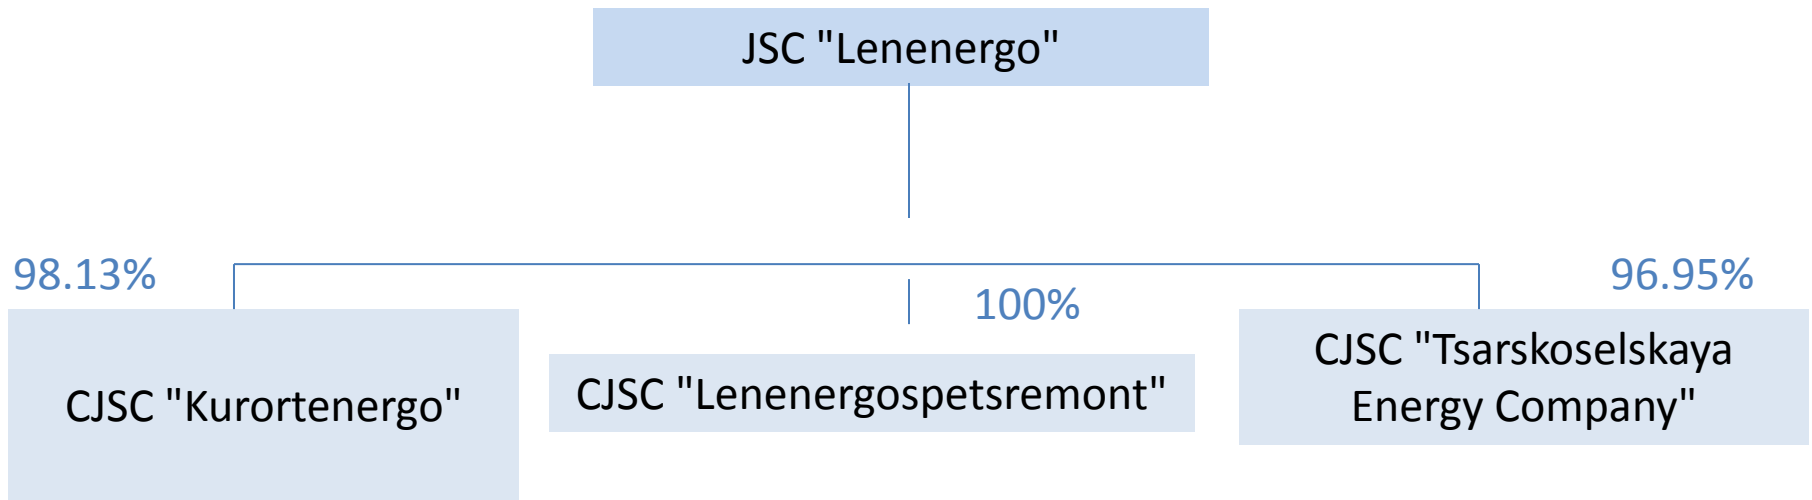 JSC "Lenenergo"
98.13%
100%
96.95%
CJSC "Kurortenergo"
CJSC "Lenenergospetsremont"
CJSC "Tsarskoselskaya
Energy Company"